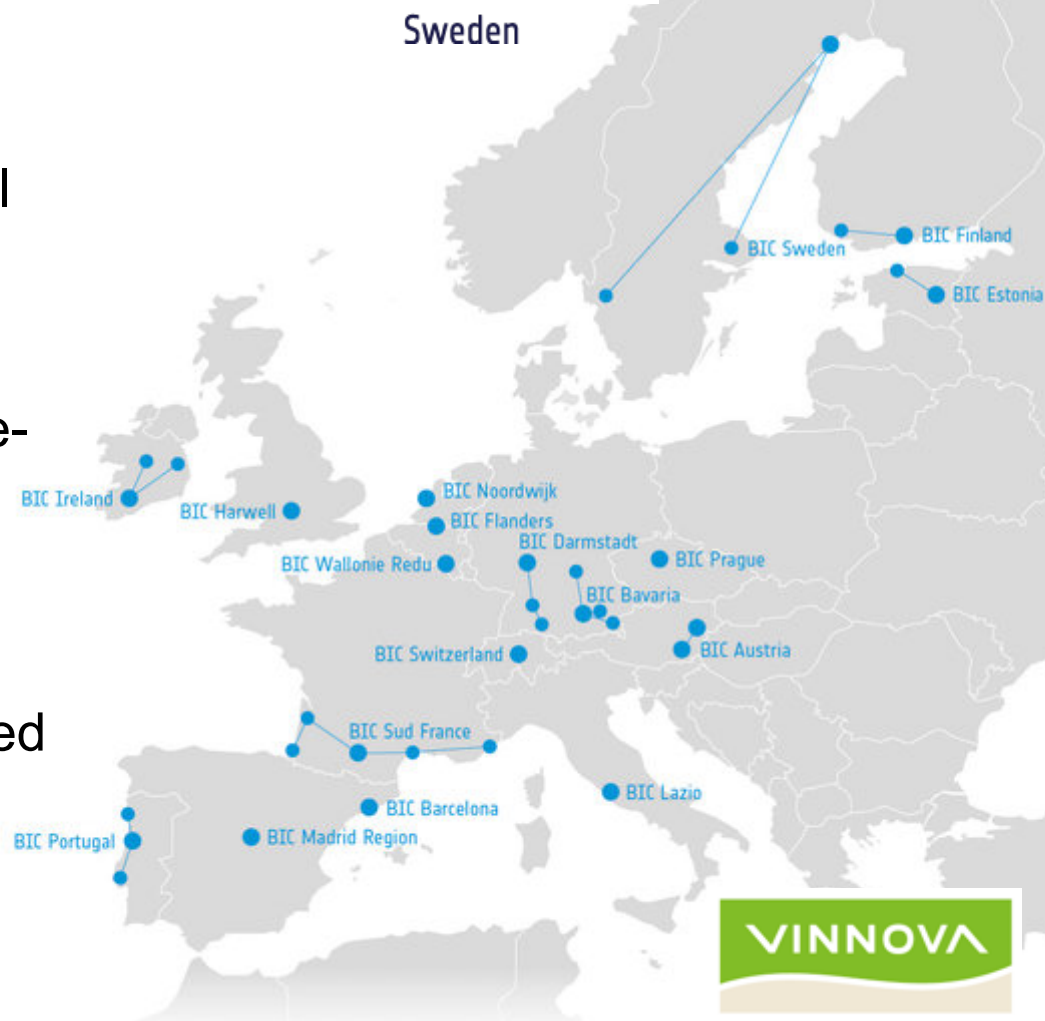 Sweden
l
BIC Sweden
BIC Finland
BIC Estonia
e-
BIC Ireland
BIC Harwell
BIC Noordwijk
BIC Flanders
BIC Darmstadt
BIC Wallonie Redu
BIC Prague
BIC Bavaria
BIC Switzerland
BIC Austria
ed
BIC Sud France
BIC Lazio
BIC Barcelona
BIC Portugal
BIC Madrid Region
VINNOVA